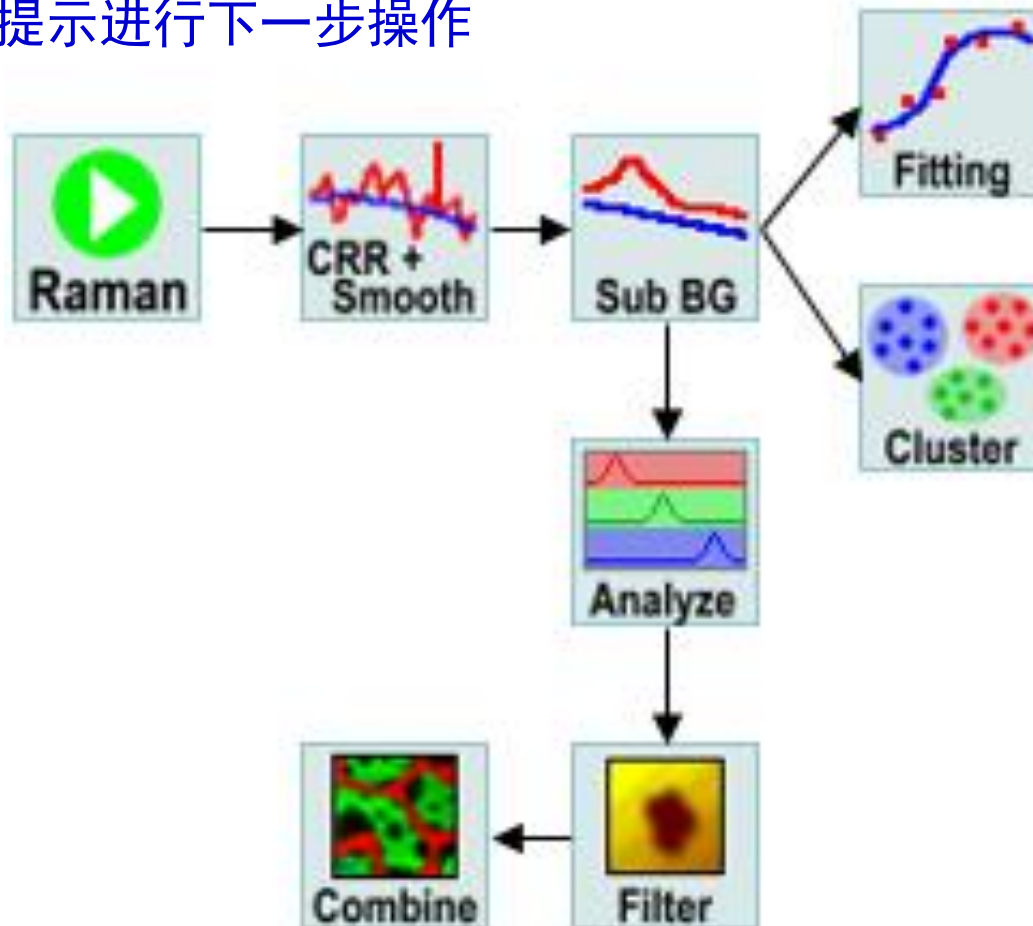 提示进行下一步操作
Fitting
Raman
CRR +
Smooth
Sub BG
Cluster
Analyze
Combine
Filter